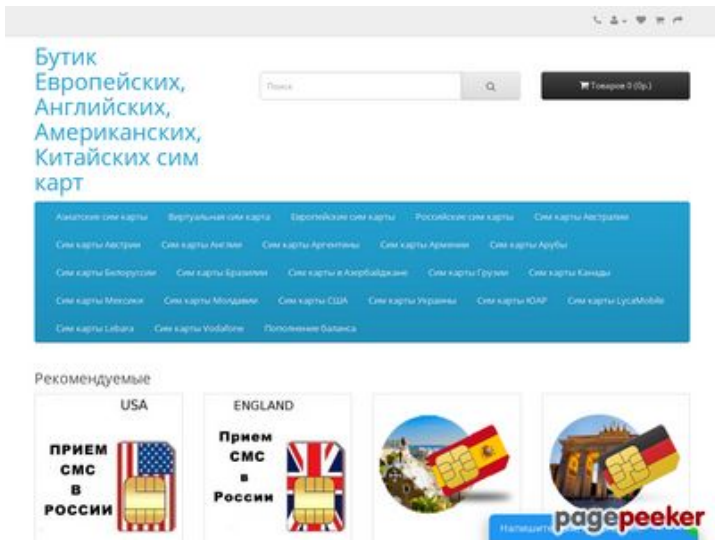 Бутик
Европейских,
Английских,
Американских,
Китайских сим
карт
Поиск
Товаров 0 (0р.)
Азиатские сим карты Виртуальная сим карта Европейские сим карты Российские сим карты Сим карты Австралии
Сим карты Австрии Сим карты Англии Сим карты Аргентины Сим карты Армении Сим карты Арубы
Сим карты Белоруссии Сим карты Бразилии Сим карты в Азербайджане Сим карты Грузии Сим карты Канады
Сим карты Мексики Сим карты Молдавии Сим карты США Сим карты Украины Сим карты ЮАР Сим карты LycaMobile
Сим карты Lebara Сим карты Vodafone Пополнение баланса
Рекомендуемые
USA
ПРИЕМ
СМС
В
РОССИИ
ENGLAND
Прием
СМС
в
России
Напишите
pagepeeker